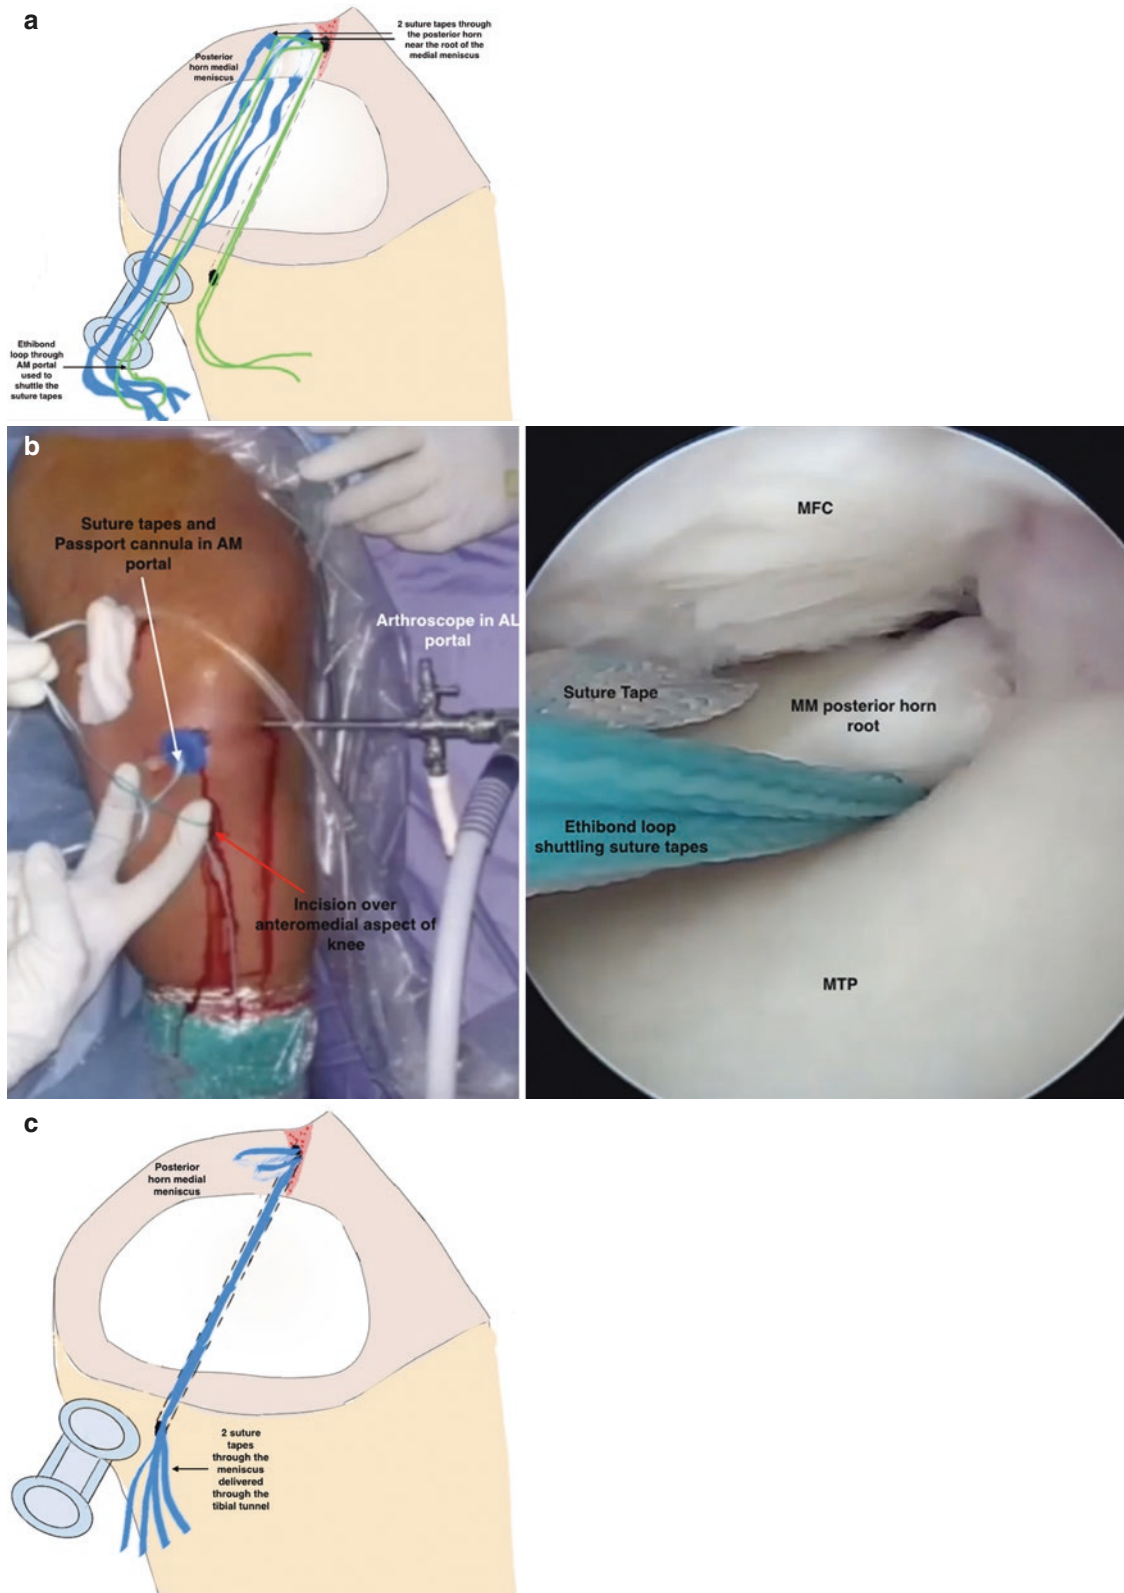 a
2 suture tapes through
the posterior horn
near the root of the
medial meniscus
Posterior
horn medial
meniscus
Ethibond
loop through
AM portal
used to
shuttle the
suture tapes
b
Suture tapes and
Passport cannula in AM
portal
Arthroscope in AL
portal
Incision over
anteromedial aspect of
knee
MFC
Suture Tape
MM posterior horn
root
Ethibond loop
shuttling suture tapes
MTP
c
Posterior
horn medial
meniscus
2 suture
tapes
through the
meniscus
delivered
through the
tibial tunnel